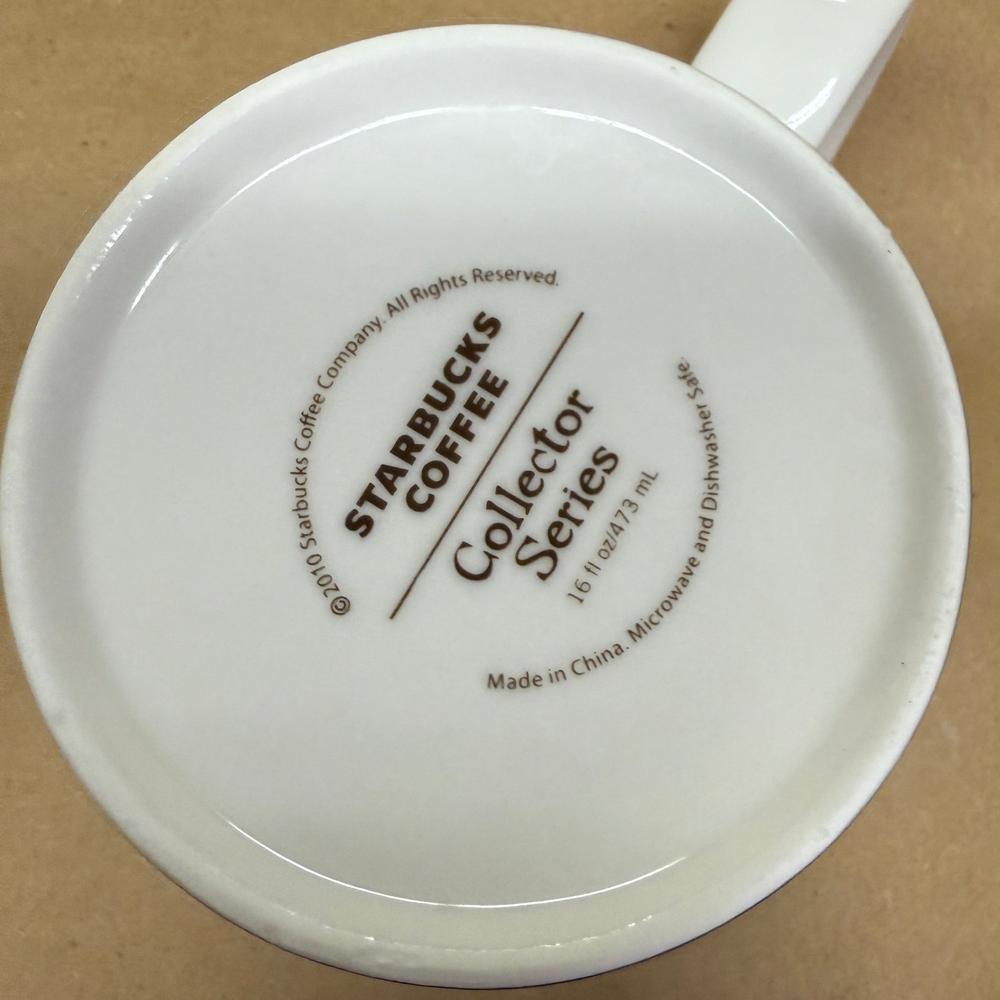 ©2010 Starbucks Coffee Company. All Rights Reserved.
STARBUCKS
COFFEE
Collector
Series
16 fl oz/473 mL
Made in China. Microwave and Dishwasher Safe.